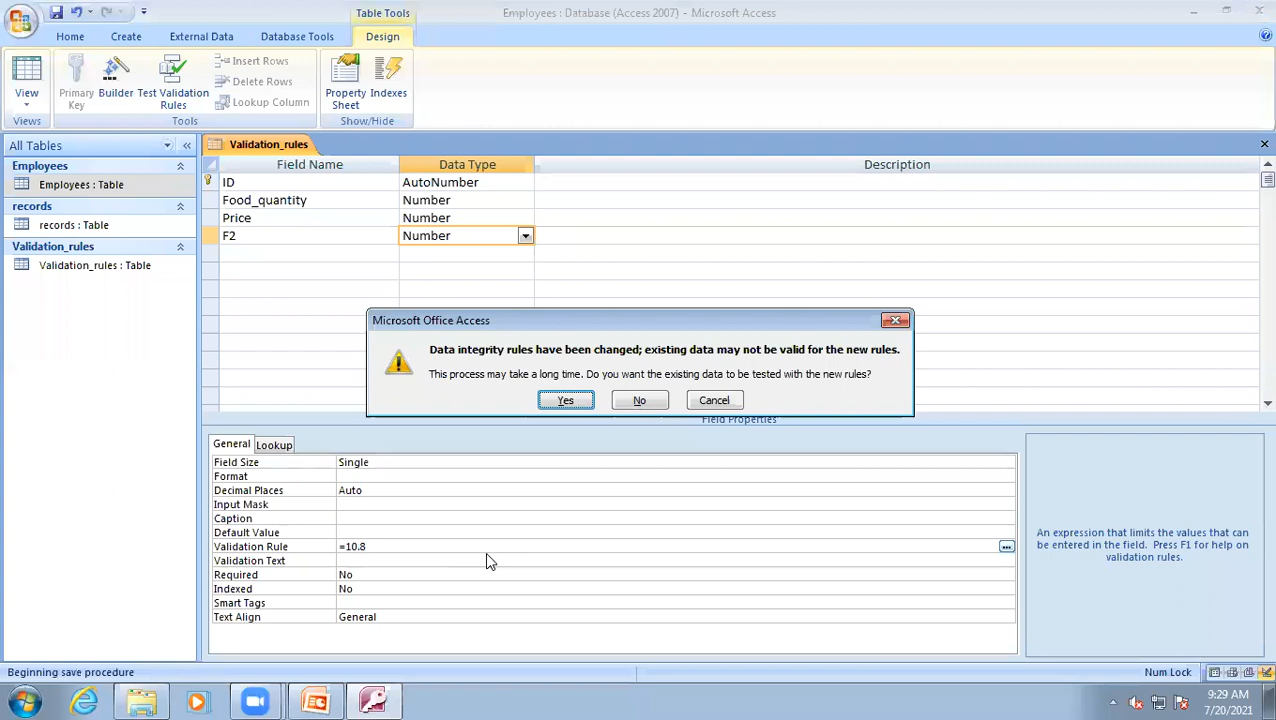 Table Tools
Employees : Database (Access 2007) - Microsoft Access
Home
Create
External Data
Database Tools
Design
View
Primary
Key
Builder
Test Validation
Rules
Insert Rows
Delete Rows
Lookup Column
Property
Sheet
Indexes
Views
Tools
Show/Hide
All Tables
Validation_rules
Employees
Employees : Table
records
records : Table
Validation_rules
Validation_rules : Table
Field Name
Data Type
Description
ID
AutoNumber
Food_quantity
Number
Price
Number
F2
Number
Microsoft Office Access
Data integrity rules have been changed; existing data may not be valid for the new rules.
This process may take a long time. Do you want the existing data to be tested with the new rules?
Yes
No
Cancel
Field Properties
General
Lookup
Field Size
Single
Format
Decimal Places
Auto
Input Mask
Caption
Default Value
Validation Rule
=10.8
Validation Text
Required
No
Indexed
No
Smart Tags
Text Align
General
An expression that limits the values that can
be entered in the field. Press F1 for help on
validation rules.
Beginning save procedure
Num Lock
9:29 AM
7/20/2021